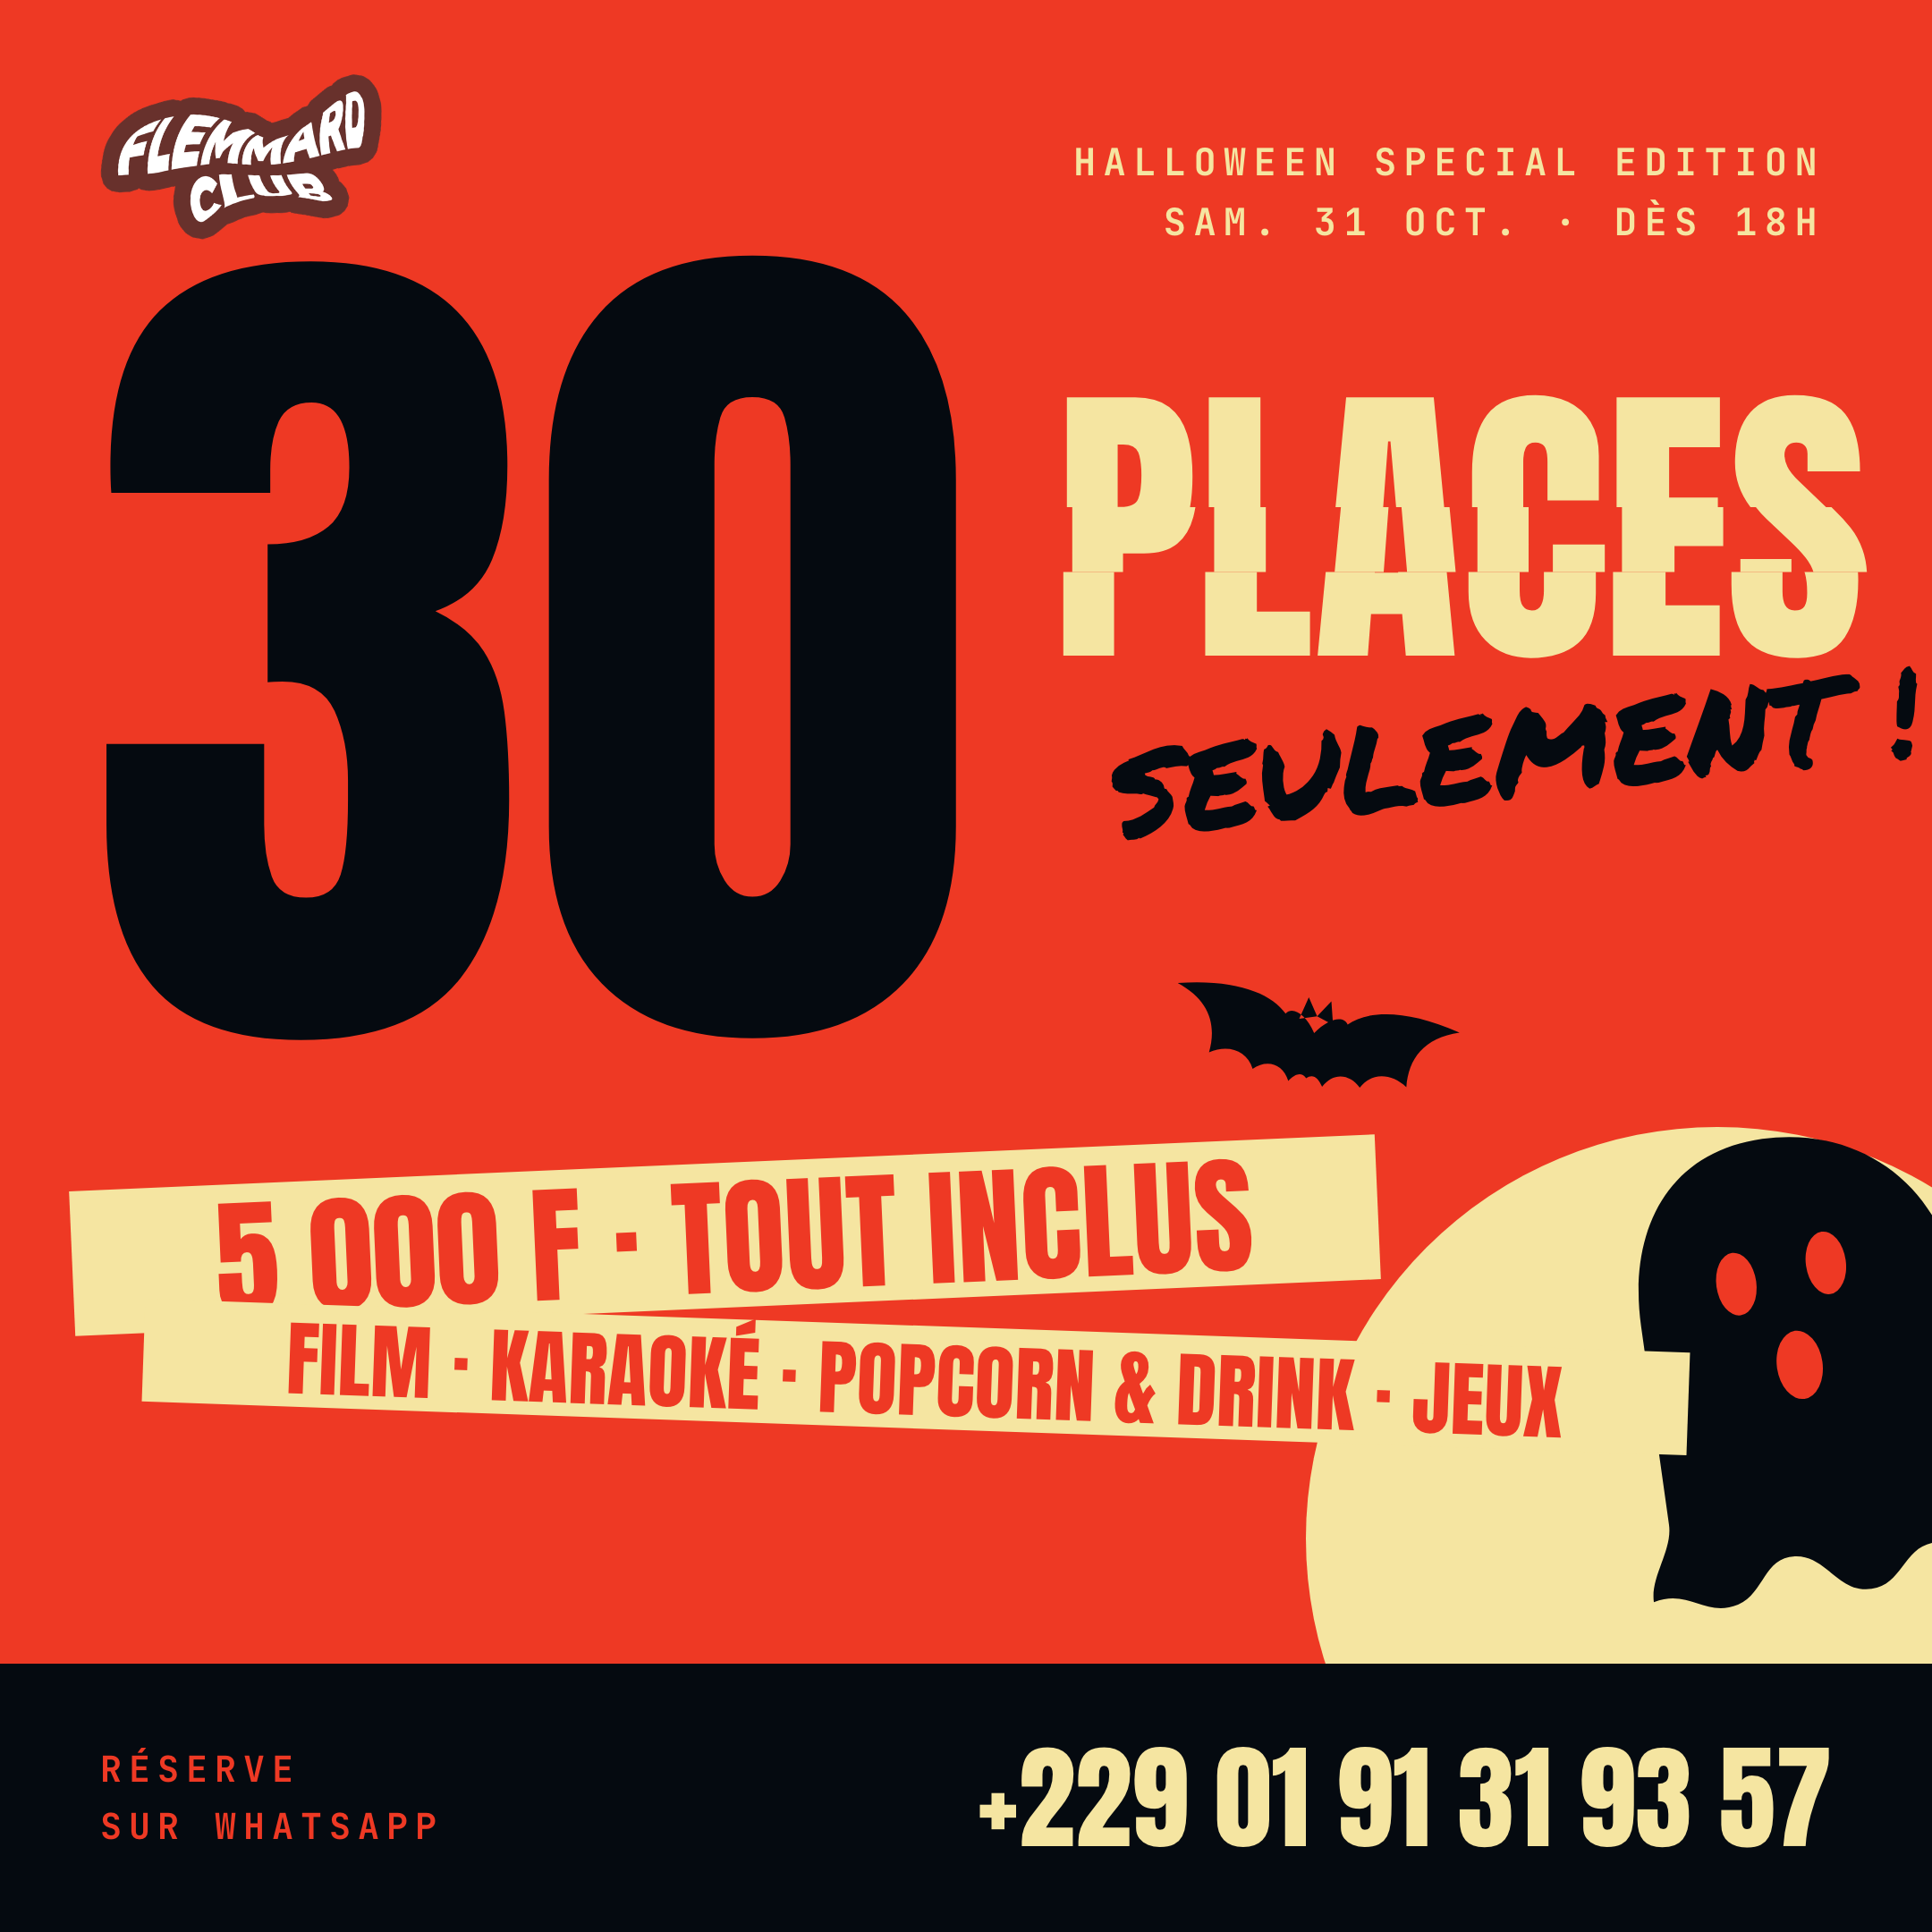 FLEMMARD
CLUB
HALLOWEEN SPECIAL EDITION
SAM. 31 OCT. · DÈS 18H
30
PLACES
SEULEMENT !
5 000 F · TOUT INCLUS
FILM · KARAOKÉ · POPCORN & DRINK · JEUX
RÉSERVE
SUR WHATSAPP
+229 01 91 31 93 57